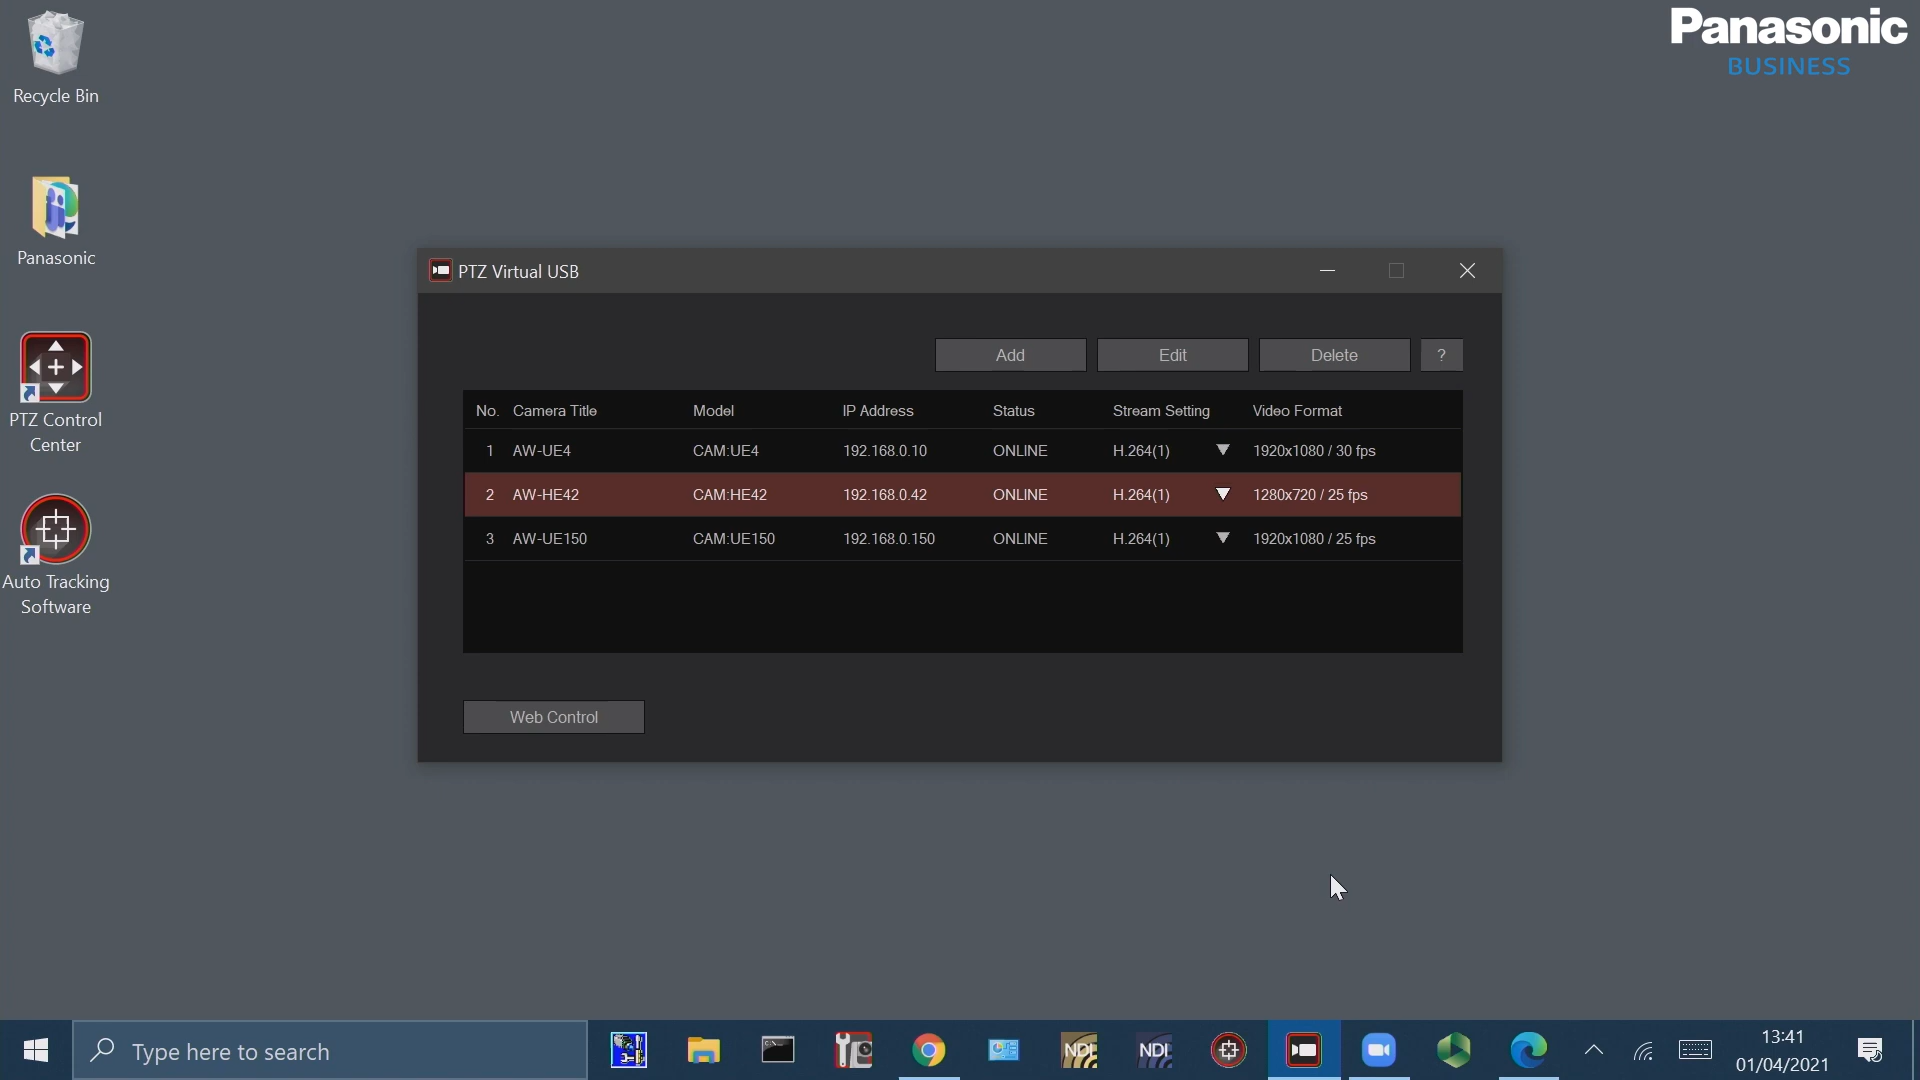 Panasonic
BUSINESS
Recycle Bin
Panasonic
PTZ Control
Center
Auto Tracking
Software
PTZ Virtual USB
Add Edit Delete ?
No. Camera Title Model IP Address Status Stream Setting Video Format
1 AW-UE4 CAM:UE4 192.168.0.10 ONLINE H.264(1) 1920x1080 / 30 fps
2 AW-HE42 CAM:HE42 192.168.0.42 ONLINE H.264(1) 1280x720 / 25 fps
3 AW-UE150 CAM:UE150 192.168.0.150 ONLINE H.264(1) 1920x1080 / 25 fps
Web Control
Type here to search
NDI
NDI
13:41
01/04/2021